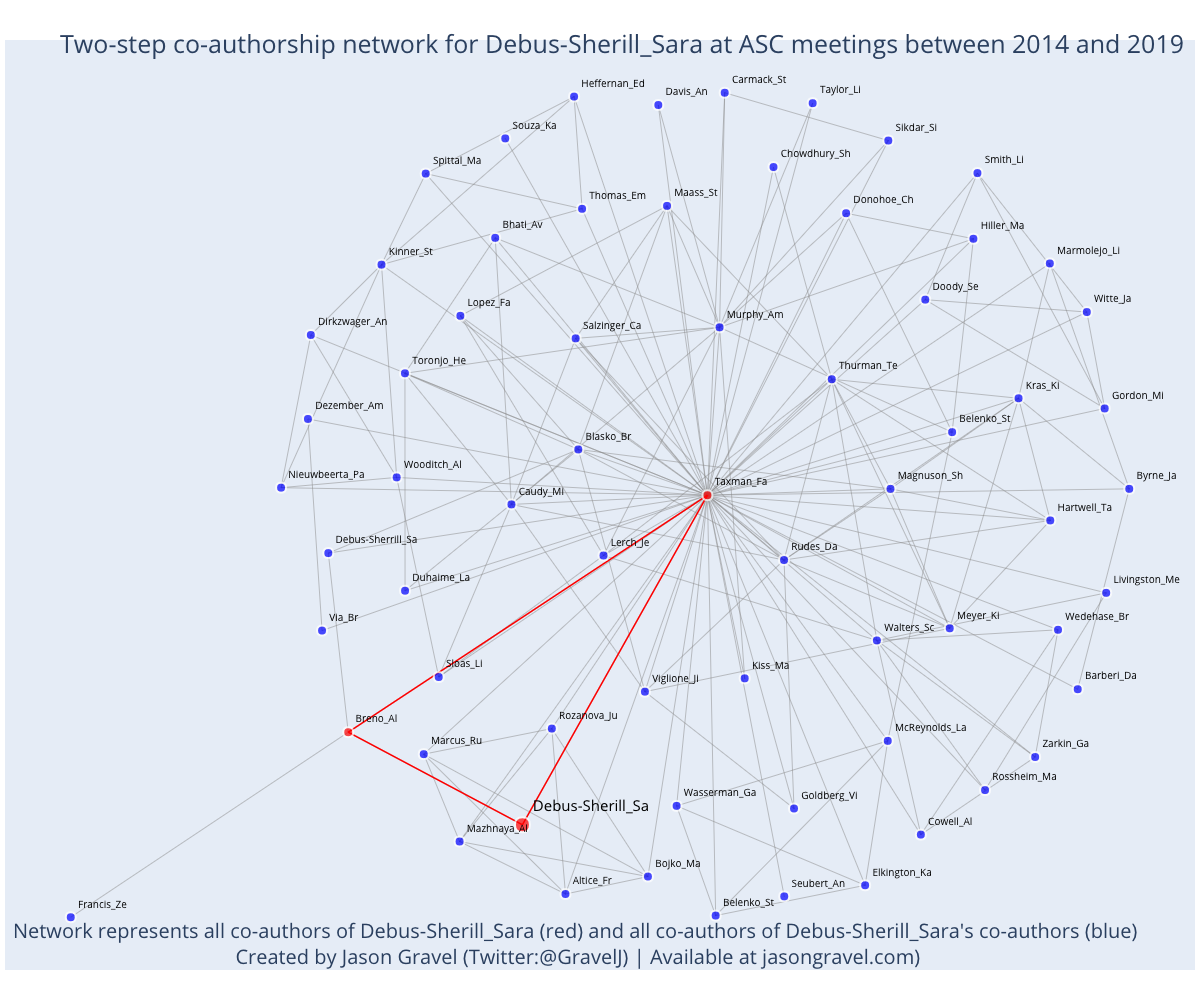 Two-step co-authorship network for Debus-Sherill_Sara at ASC meetings between 2014 and 2019
Heffernan_Ed
Davis_An
Carmack_St
Taylor_Li
Souza_Ka
Sikdar_Si
Spittal_Ma
Chowdhury_Sh
Smith_Li
Thomas_Em
Maass_St
Donohoe_Ch
Bhati_Av
Hiller_Ma
Kinner_St
Marmolejo_Li
Lopez_Fa
Doody_Se
Witte_Ja
Dirkzwager_An
Salzinger_Ca
Murphy_Am
Toronjo_He
Thurman_Te
Kras_Ki
Gordon_Mi
Dezember_Am
Belenko_St
Blasko_Br
Nieuwbeerta_Pa
Wooditch_Al
Taxman_Fa
Magnuson_Sh
Byrne_Ja
Caudy_Mi
Hartwell_Ta
Debus-Sherrill_Sa
Lerch_Je
Rudes_Da
Duhaime_La
Livingston_Me
Via_Br
Walters_Sc
Meyer_Ki
Wedehase_Br
Sloas_Li
Viglione_Ji
Kiss_Ma
Barberi_Da
Breno_Al
Rozanova_Ju
McReynolds_La
Marcus_Ru
Zarkin_Ga
Rossheim_Ma
Wasserman_Ga
Goldberg_Vi
Debus-Sherill_Sa
Mazhnaya_Al
Cowell_Al
Bojko_Ma
Altice_Fr
Seubert_An
Elkington_Ka
Belenko_St
Francis_Ze
Network represents all co-authors of Debus-Sherill_Sara (red) and all co-authors of Debus-Sherill_Sara's co-authors (blue)
Created by Jason Gravel (Twitter:@GravelJ) | Available at jasongravel.com)